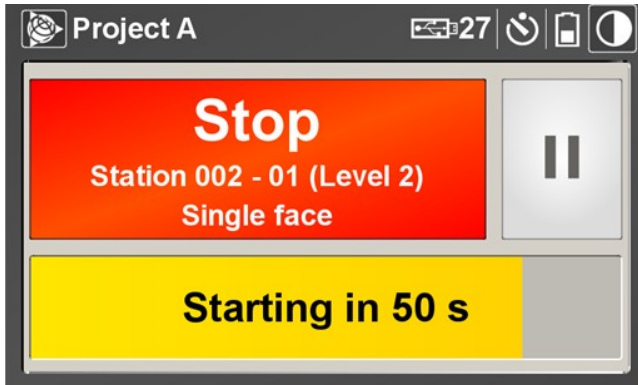 Project A
27
Stop
Station 002 - 01 (Level 2)
Single face
Starting in 50 s